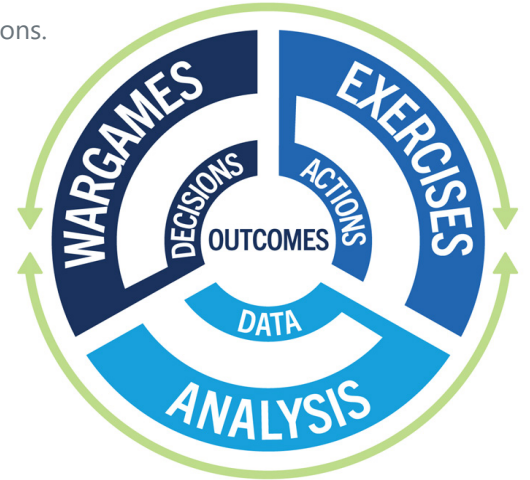 ons.
WARGAMES
EXERCISES
DECISIONS
ACTIONS
OUTCOMES
DATA
ANALYSIS